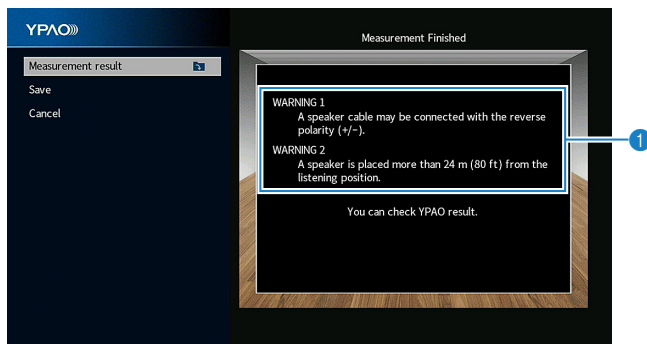 YPAO
Measurement Finished
Measurement result
Save
Cancel
WARNING 1
A speaker cable may be connected with the reverse
polarity (+/-).
WARNING 2
A speaker is placed more than 24 m (80 ft) from the
listening position.
You can check YPAO result.
1